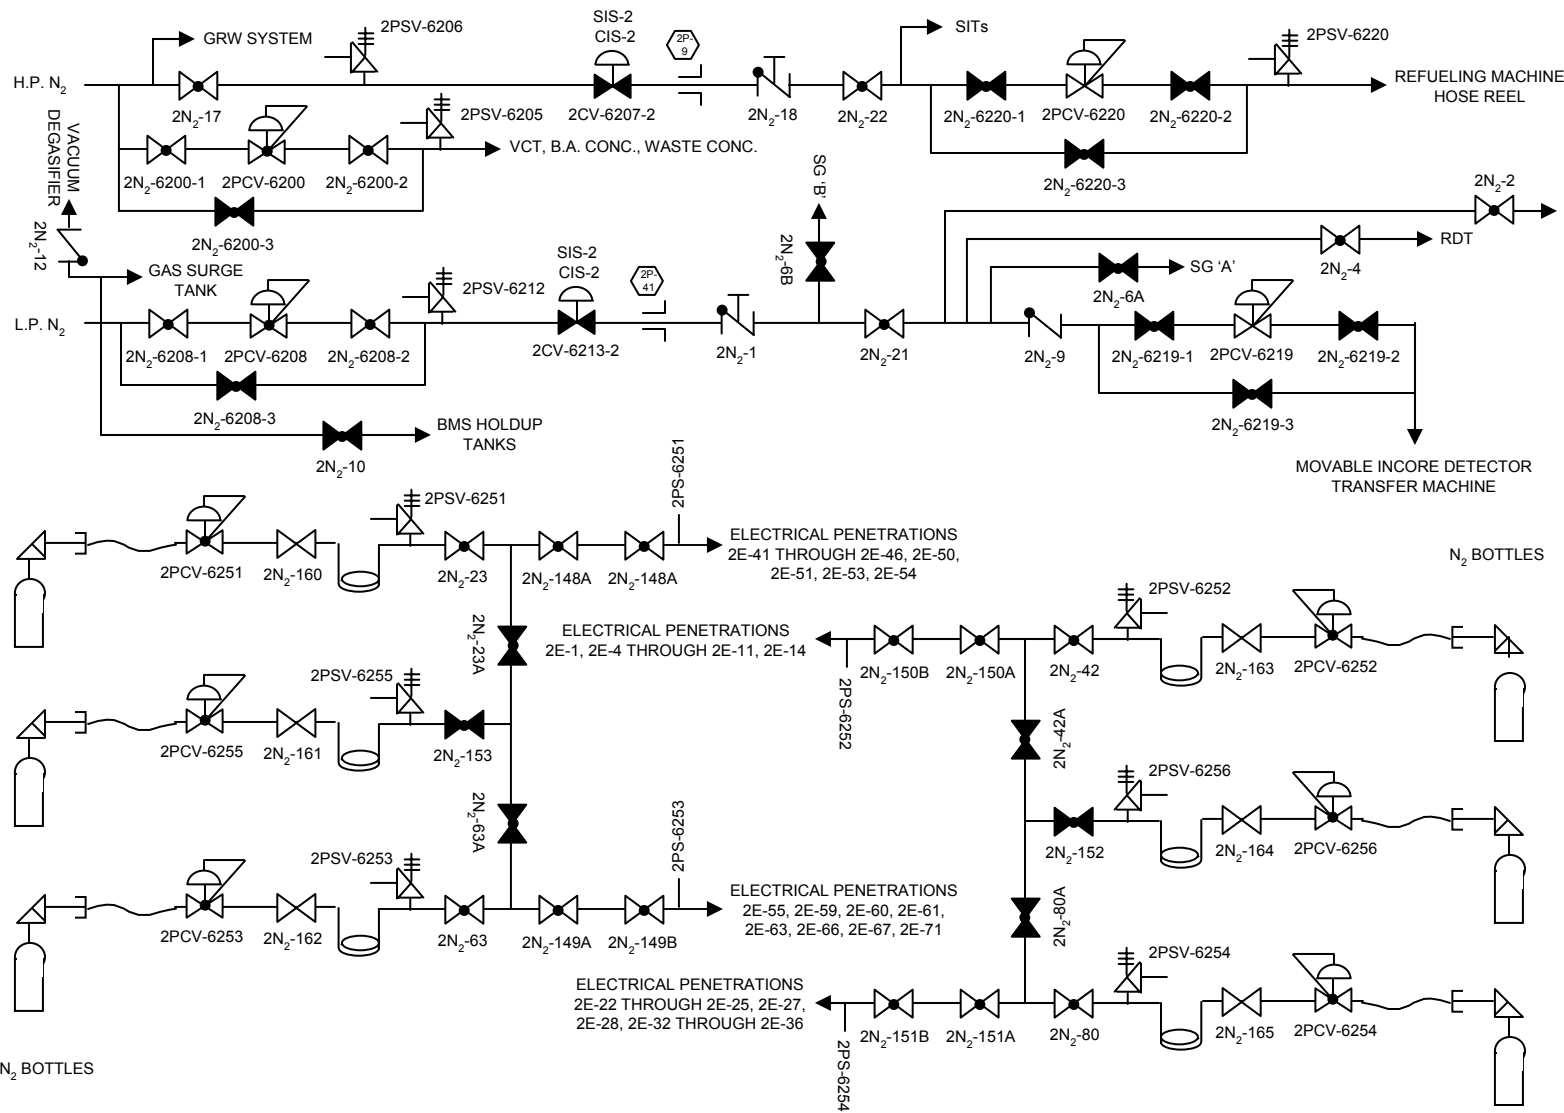 SIS-2
CIS-2
2P-
9
2PSV-6206
SITs
2PSV-6220
GRW SYSTEM
H.P. N₂
2N₂-17
2CV-6207-2
2N₂-18
2N₂-22
2N₂-6220-1
2PCV-6220
2N₂-6220-2
REFUELING MACHINE
HOSE REEL
2PSV-6205
VCT, B.A. CONC., WASTE CONC.
2N₂-6200-1
2PCV-6200
2N₂-6200-2
2N₂-6220-3
2N₂-6200-3
VACUUM
DEGASIFIER
2N₂-12
SG ‘B’
2N₂-6B
2N₂-2
RDT
2N₂-4
SG ‘A’
2N₂-6A
GAS SURGE
TANK
SIS-2
CIS-2
2P-
41
2PSV-6212
L.P. N₂
2N₂-6208-1
2PCV-6208
2N₂-6208-2
2CV-6213-2
2N₂-1
2N₂-21
2N₂-9
2N₂-6219-1
2PCV-6219
2N₂-6219-2
2N₂-6208-3
2N₂-6219-3
BMS HOLDUP
TANKS
2N₂-10
MOVABLE INCORE DETECTOR
TRANSFER MACHINE
2PSV-6251
2PS-6251
2PCV-6251
2N₂-160
2N₂-23
2N₂-148A
2N₂-148A
ELECTRICAL PENETRATIONS
2E-41 THROUGH 2E-46, 2E-50,
2E-51, 2E-53, 2E-54
N₂ BOTTLES
2N₂-23A
2PSV-6255
2PCV-6255
2N₂-161
2N₂-153
2N₂-63A
2PSV-6253
2PS-6253
2PCV-6253
2N₂-162
2N₂-63
2N₂-149A
2N₂-149B
ELECTRICAL PENETRATIONS
2E-55, 2E-59, 2E-60, 2E-61,
2E-63, 2E-66, 2E-67, 2E-71
ELECTRICAL PENETRATIONS
2E-1, 2E-4 THROUGH 2E-11, 2E-14
2PS-6252
2N₂-150B
2N₂-150A
2N₂-42
2PSV-6252
2N₂-163
2PCV-6252
2N₂-42A
2PSV-6256
2N₂-152
2N₂-164
2PCV-6256
2N₂-80A
2PSV-6254
ELECTRICAL PENETRATIONS
2E-22 THROUGH 2E-25, 2E-27,
2E-28, 2E-32 THROUGH 2E-36
2PS-6254
2N₂-151B
2N₂-151A
2N₂-80
2N₂-165
2PCV-6254
N₂ BOTTLES